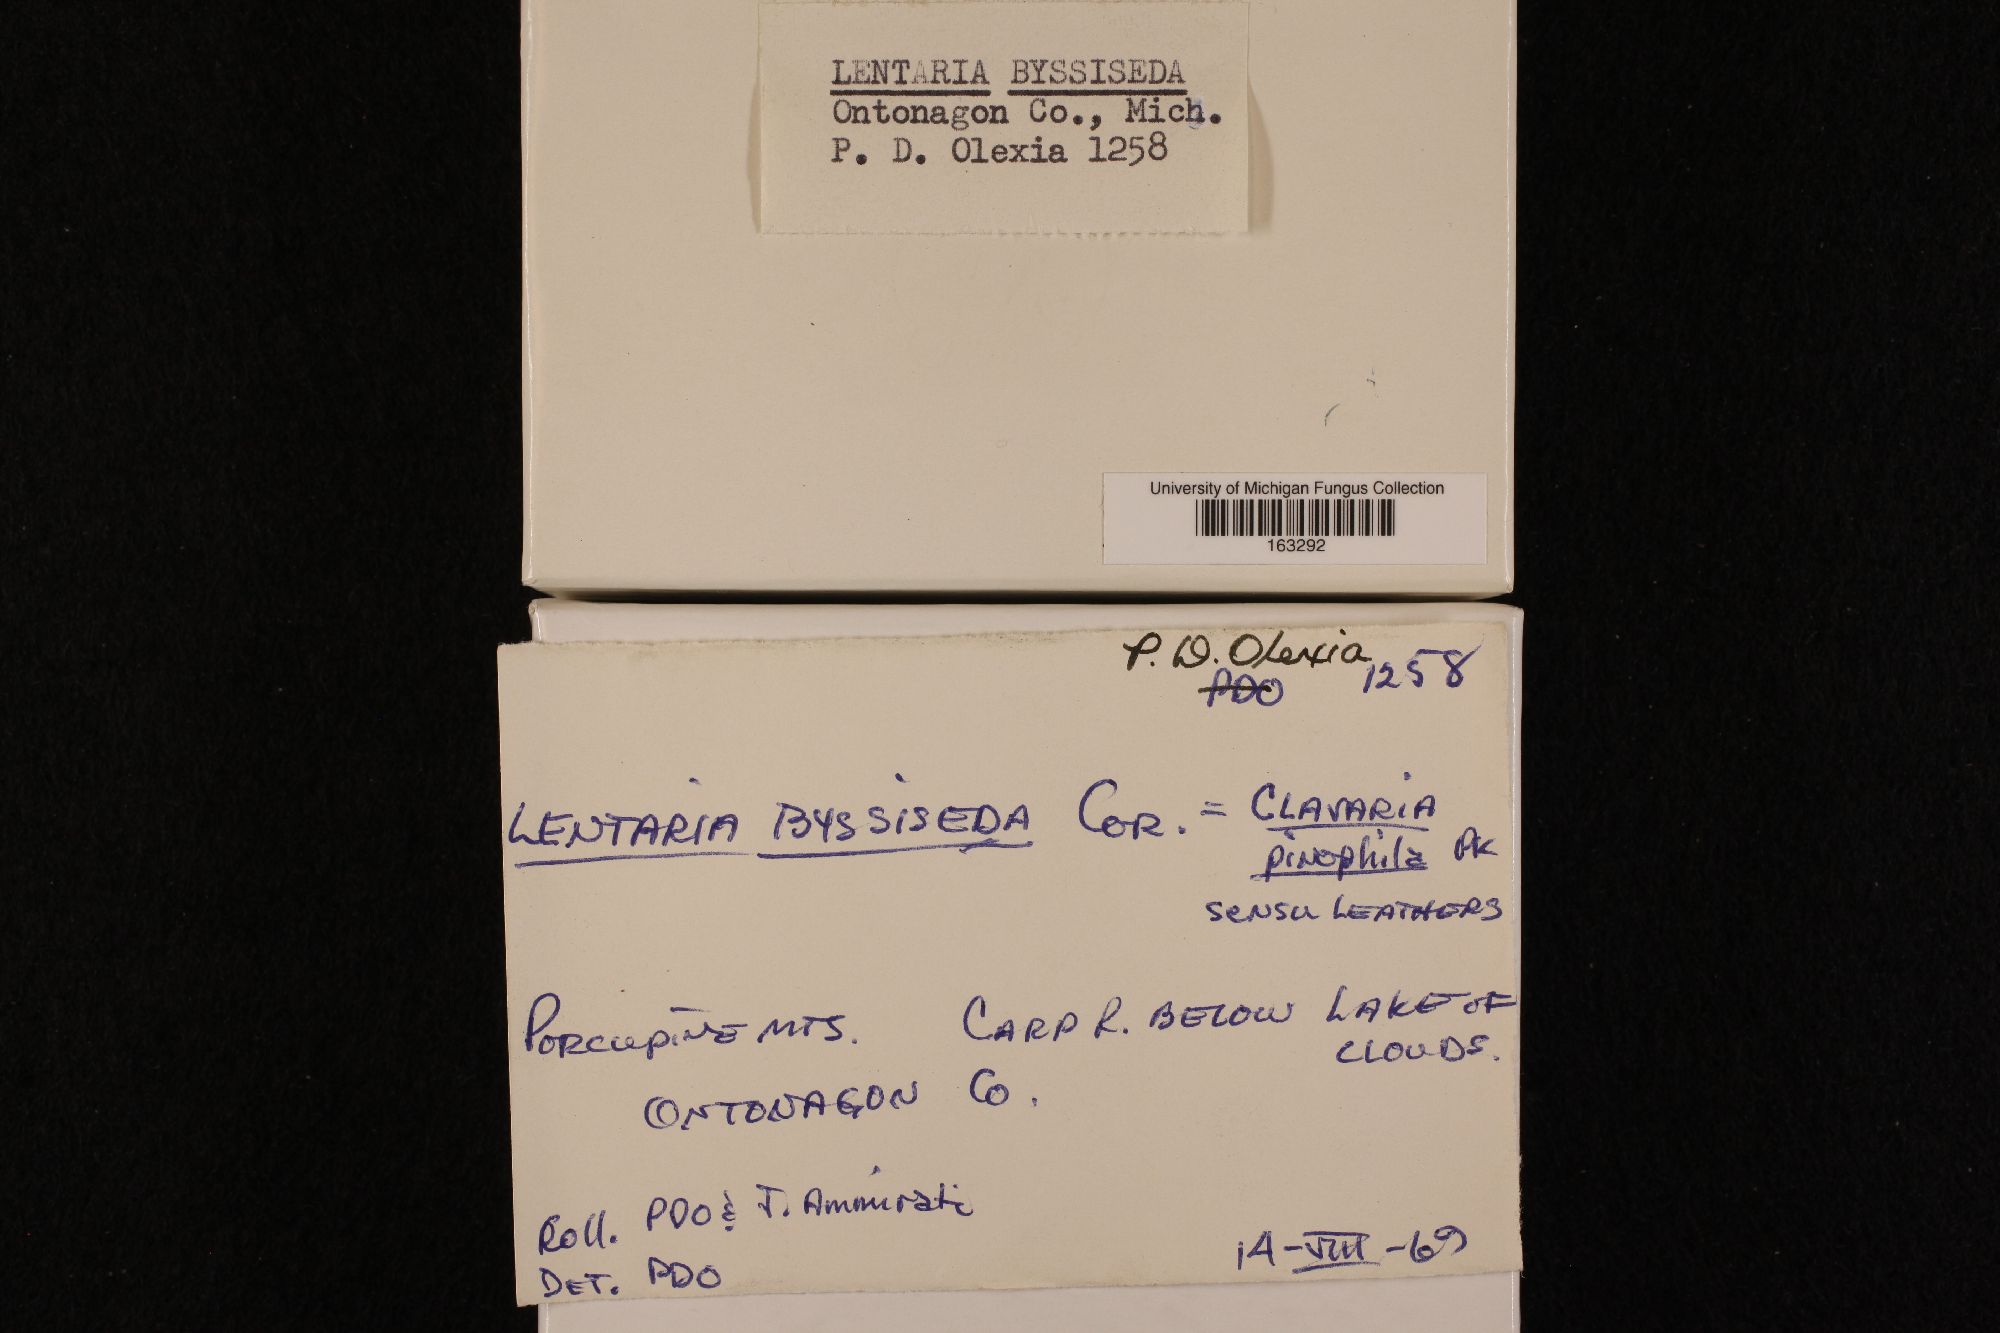 LENTARIA BYSSISEDA
Ontonagon Co., Mich.
P. D. Olexia 1258
University of Michigan Fungus Collection
163292
P. D. Olexia
PDO 1258
LENTARIA BYSSISEDA COR. = CLAVARIA
pinophila PK
SENSU LEATHERS
PORCUPINE MTS. CARP R. BELOW LAKE OF
CLOUDS.
ONTONAGON CO.
Coll. PDO & J. Ammirati
DET. PDO
14-VIII-69